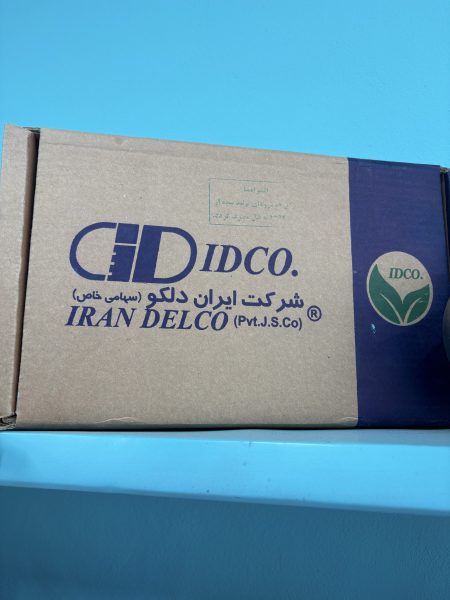 IDCO.
شرکت ایران دلکو (سهامی خاص)
IRAN DELCO (Pvt.J.S.Co) ®
IDCO.